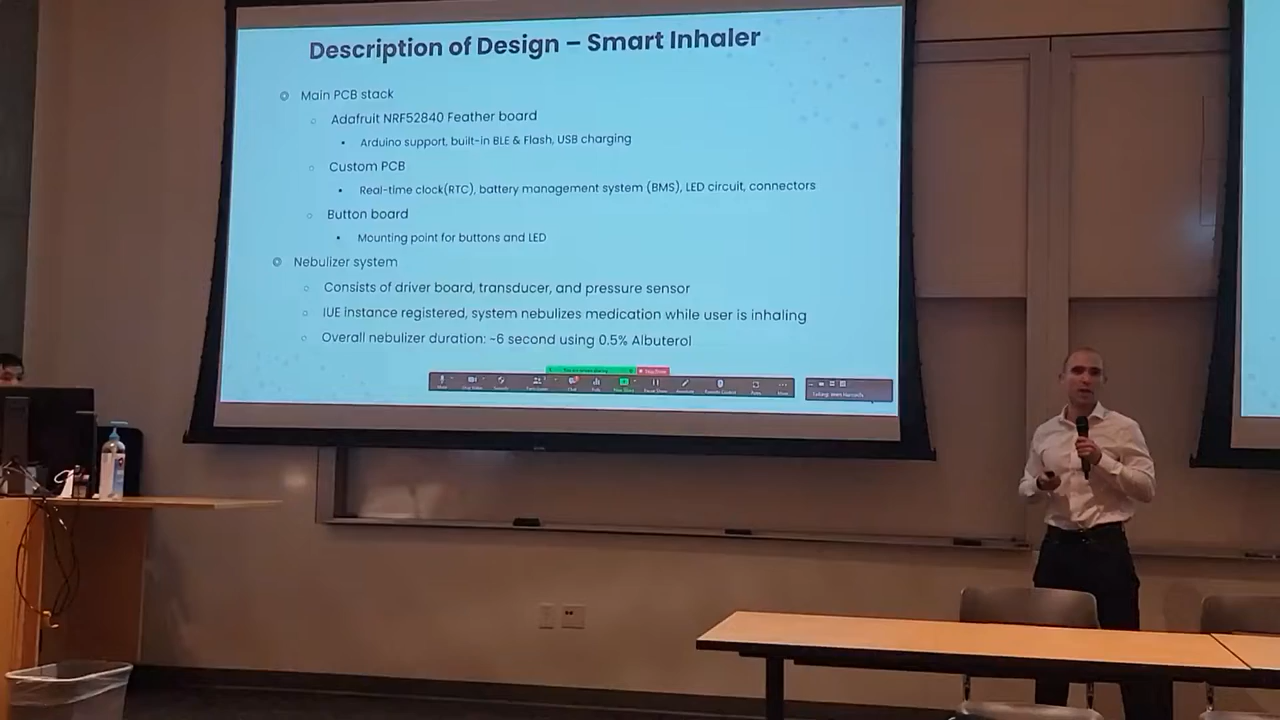 Description of Design – Smart Inhaler
Main PCB stack
Adafruit NRF52840 Feather board
Arduino support, built-in BLE & Flash, USB charging
Custom PCB
Real-time clock(RTC), battery management system (BMS), LED circuit, connectors
Button board
Mounting point for buttons and LED
Nebulizer system
Consists of driver board, transducer, and pressure sensor
IUE instance registered, system nebulizes medication while user is inhaling
Overall nebulizer duration: ~6 second using 0.5% Albuterol